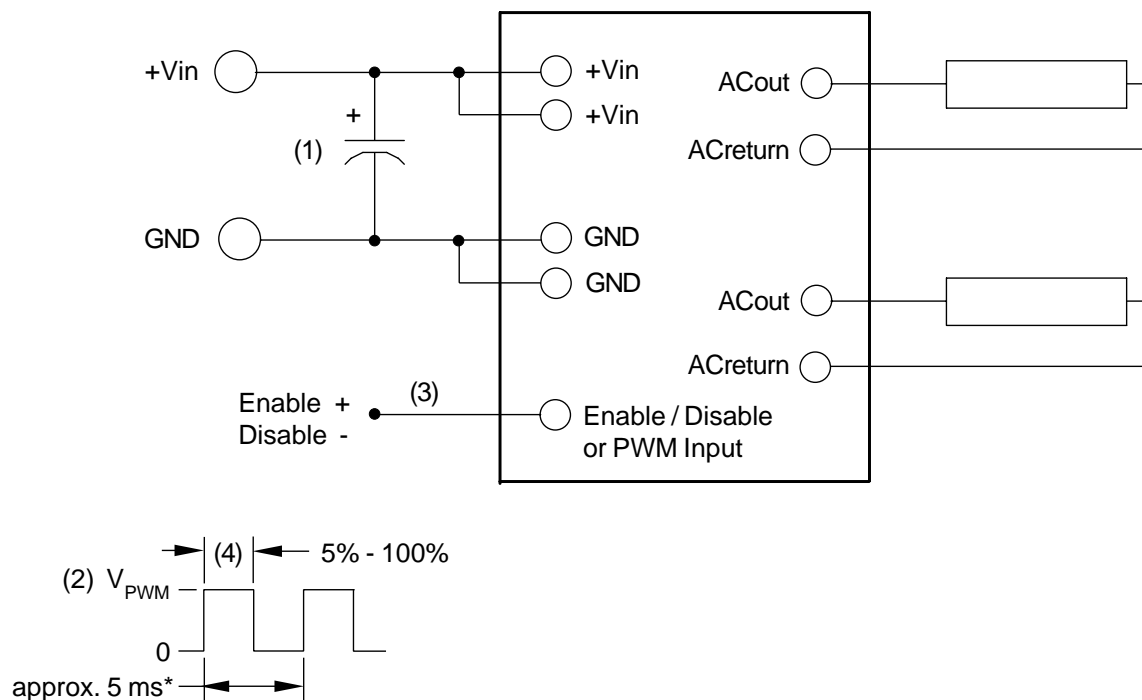 +Vin
+
(1)
GND
+Vin
+Vin
GND
GND
ACout
ACreturn
ACout
ACreturn
Enable +
Disable -
(3)
Enable / Disable
or PWM Input
(4)
5% - 100%
(2) VPWM
0
approx. 5 ms*